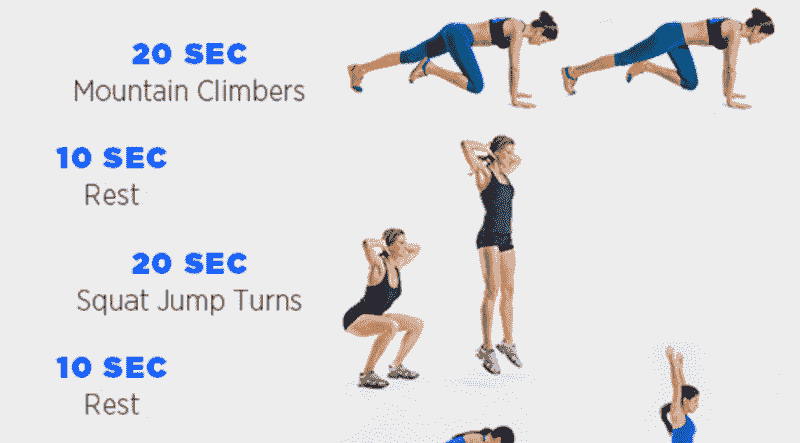 20 SEC
Mountain Climbers
10 SEC
Rest
20 SEC
Squat Jump Turns
10 SEC
Rest